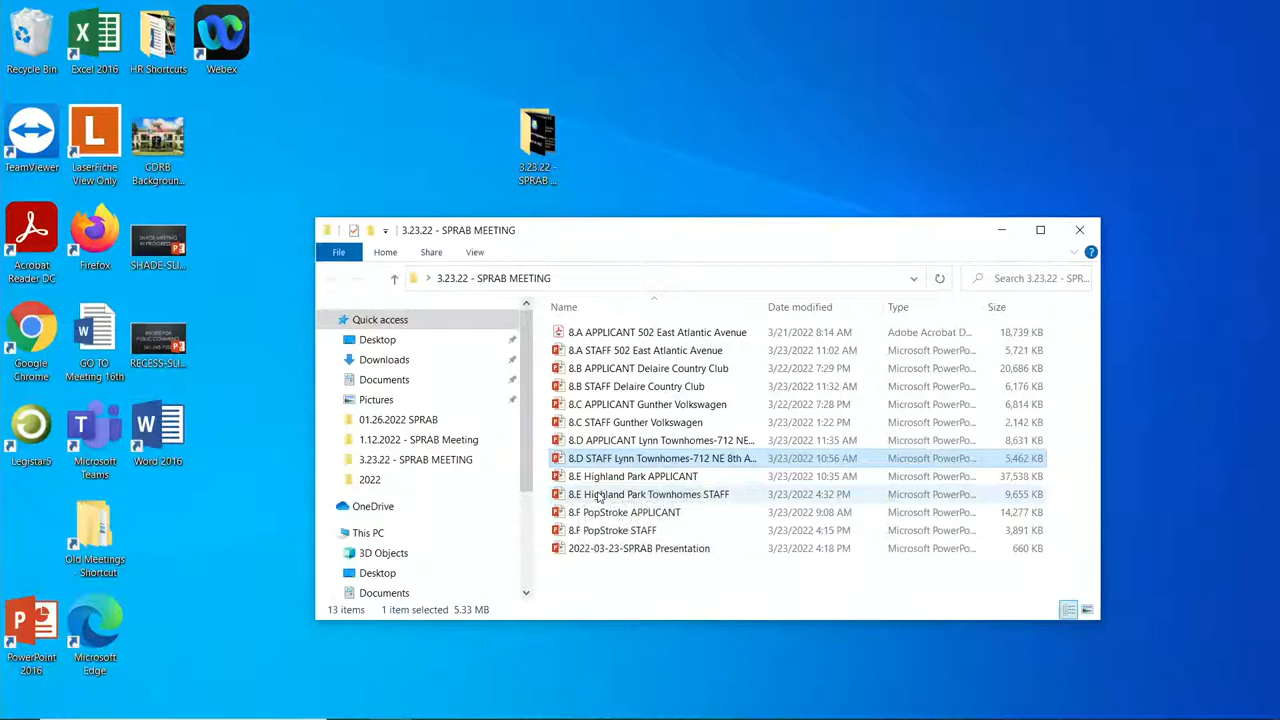 Recycle Bin
Excel 2016
HR Shortcuts
Webex
TeamViewer
LaserFiche
View Only
CDRB
Backgroun...
3.23.22 -
SPRAB ...
Acrobat
Reader DC
Firefox
SHADE MEETING
IN PROGRESS
SHADE-SLI...
Google
Chrome
GO TO
Meeting 16th
RECESS-SLI...
Legistar5
Microsoft
Teams
Word 2016
Old Meetings
- Shortcut
PowerPoint
2016
Microsoft
Edge
3.23.22 - SPRAB MEETING
File Home Share View
3.23.22 - SPRAB MEETING
Search 3.23.22 - SPR...
Name Date modified Type Size
Quick access
Desktop
Downloads
Documents
Pictures
01.26.2022 SPRAB
1.12.2022 - SPRAB Meeting
3.23.22 - SPRAB MEETING
2022
OneDrive
This PC
3D Objects
Desktop
Documents
8.A APPLICANT 502 East Atlantic Avenue 3/21/2022 8:14 AM Adobe Acrobat D... 18,739 KB
8.A STAFF 502 East Atlantic Avenue 3/23/2022 11:02 AM Microsoft PowerPo... 5,721 KB
8.B APPLICANT Delaire Country Club 3/22/2022 7:29 PM Microsoft PowerPo... 20,686 KB
8.B STAFF Delaire Country Club 3/23/2022 11:32 AM Microsoft PowerPo... 6,176 KB
8.C APPLICANT Gunther Volkswagen 3/22/2022 7:28 PM Microsoft PowerPo... 6,814 KB
8.C STAFF Gunther Volkswagen 3/23/2022 1:22 PM Microsoft PowerPo... 2,142 KB
8.D APPLICANT Lynn Townhomes-712 NE... 3/23/2022 11:35 AM Microsoft PowerPo... 8,631 KB
8.D STAFF Lynn Townhomes-712 NE 8th A... 3/23/2022 10:56 AM Microsoft PowerPo... 5,462 KB
8.E Highland Park APPLICANT 3/23/2022 10:35 AM Microsoft PowerPo... 37,538 KB
8.E Highland Park Townhomes STAFF 3/23/2022 4:32 PM Microsoft PowerPo... 9,655 KB
8.F PopStroke APPLICANT 3/23/2022 9:08 AM Microsoft PowerPo... 14,277 KB
8.F PopStroke STAFF 3/23/2022 4:15 PM Microsoft PowerPo... 3,891 KB
2022-03-23-SPRAB Presentation 3/23/2022 4:18 PM Microsoft PowerPo... 660 KB
13 items 1 item selected 5.33 MB